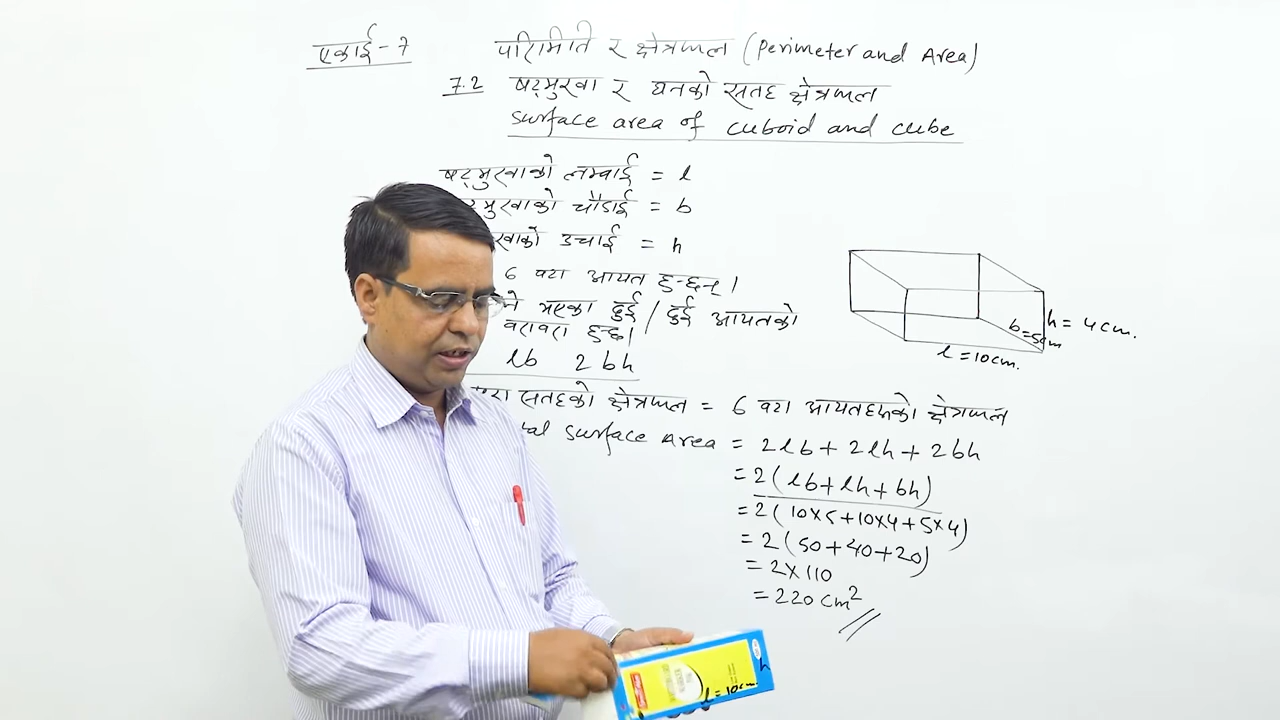 एकाई - 7
परिमिति र क्षेत्रफल (Perimeter and Area)
7.2 षट्मुखा र घनको सतह क्षेत्रफल
surface area of cuboid and cube
षट्मुखाको लम्बाई = l
मुखाको चौडाई = b
उचाई = h
6 वटा आयत हुन्छन् ।
भएका दुई / दुई आयतको
बराबर हुन्छ ।
lb 2bh
सतहको क्षेत्रफल = 6 वटा आयतहरुको क्षेत्रफल
surface Area = 2lb + 2lh + 2bh
= 2(lb+lh+bh)
= 2(10×5+10×4+5×4)
= 2(50+40+20)
= 2×110
= 220 cm²
h = 4cm.
b = 5cm
l = 10cm.
h
l = 10cm.